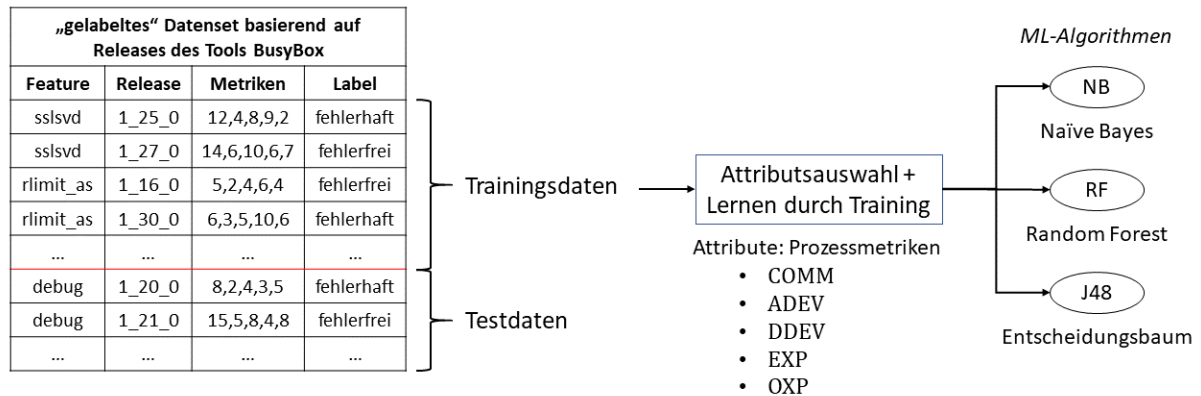 „gelabeltes“ Datenset basierend auf
Releases des Tools BusyBox
Feature Release Metriken Label
sslsvd 1_25_0 12,4,8,9,2 fehlerhaft
sslsvd 1_27_0 14,6,10,6,7 fehlerfrei
rlimit_as 1_16_0 5,2,4,6,4 fehlerfrei
rlimit_as 1_30_0 6,3,5,10,6 fehlerhaft
... ... ... ...
debug 1_20_0 8,2,4,3,5 fehlerhaft
debug 1_21_0 15,5,8,4,8 fehlerfrei
... ... ... ...
Trainingsdaten
Testdaten
Attributsauswahl +
Lernen durch Training
Attribute: Prozessmetriken
• COMM
• ADEV
• DDEV
• EXP
• OXP
ML-Algorithmen
NB
Naïve Bayes
RF
Random Forest
J48
Entscheidungsbaum